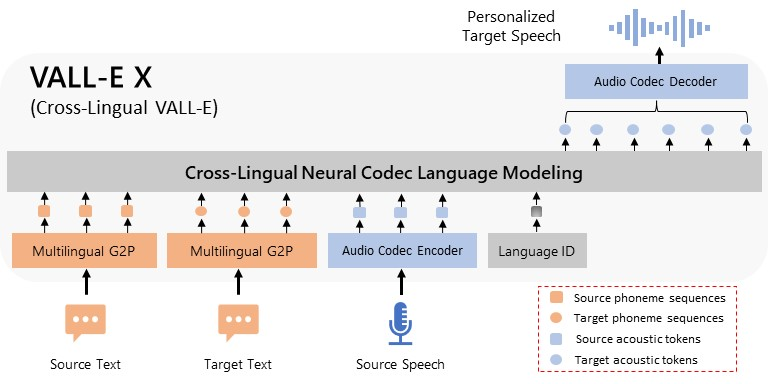 Personalized
Target Speech
VALL-E X
(Cross-Lingual VALL-E)
Audio Codec Decoder
Cross-Lingual Neural Codec Language Modeling
Multilingual G2P
Multilingual G2P
Audio Codec Encoder
Language ID
Source Text
Target Text
Source Speech
Source phoneme sequences
Target phoneme sequences
Source acoustic tokens
Target acoustic tokens